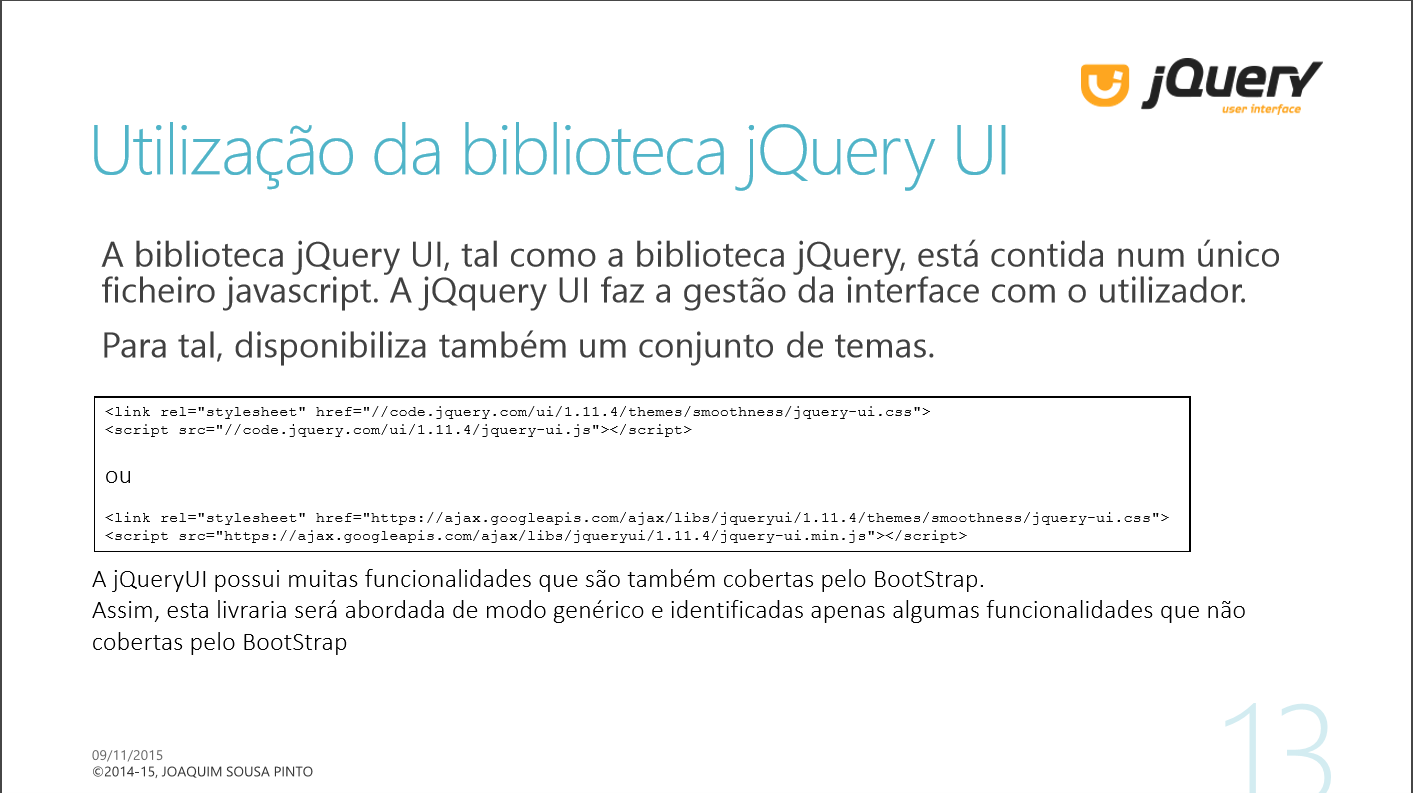 jQuery
user interface
Utilização da biblioteca jQuery UI
A biblioteca jQuery UI, tal como a biblioteca jQuery, está contida num único
ficheiro javascript. A jQquery UI faz a gestão da interface com o utilizador.
Para tal, disponibiliza também um conjunto de temas.
<link rel="stylesheet" href="//code.jquery.com/ui/1.11.4/themes/smoothness/jquery-ui.css">
<script src="//code.jquery.com/ui/1.11.4/jquery-ui.js"></script>
ou
<link rel="stylesheet" href="https://ajax.googleapis.com/ajax/libs/jqueryui/1.11.4/themes/smoothness/jquery-ui.css">
<script src="https://ajax.googleapis.com/ajax/libs/jqueryui/1.11.4/jquery-ui.min.js"></script>
A jQueryUI possui muitas funcionalidades que são também cobertas pelo BootStrap.
Assim, esta livraria será abordada de modo genérico e identificadas apenas algumas funcionalidades que não
cobertas pelo BootStrap
09/11/2015
©2014-15, JOAQUIM SOUSA PINTO
13